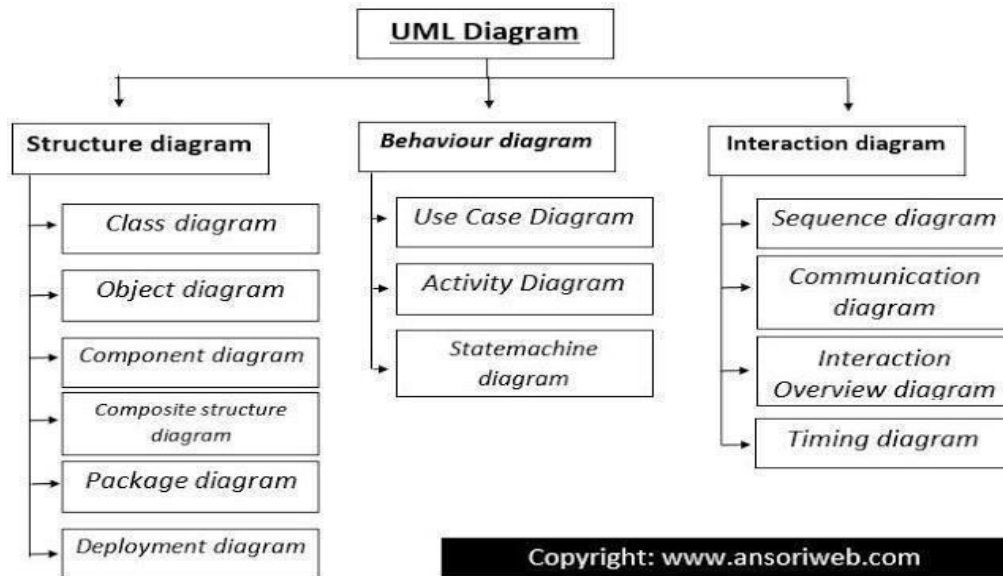 UML Diagram
Structure diagram
Class diagram
Object diagram
Component diagram
Composite structure
diagram
Package diagram
Deployment diagram
Behaviour diagram
Use Case Diagram
Activity Diagram
Statemachine
diagram
Interaction diagram
Sequence diagram
Communication
diagram
Interaction
Overview diagram
Timing diagram
Copyright: www.ansoriweb.com